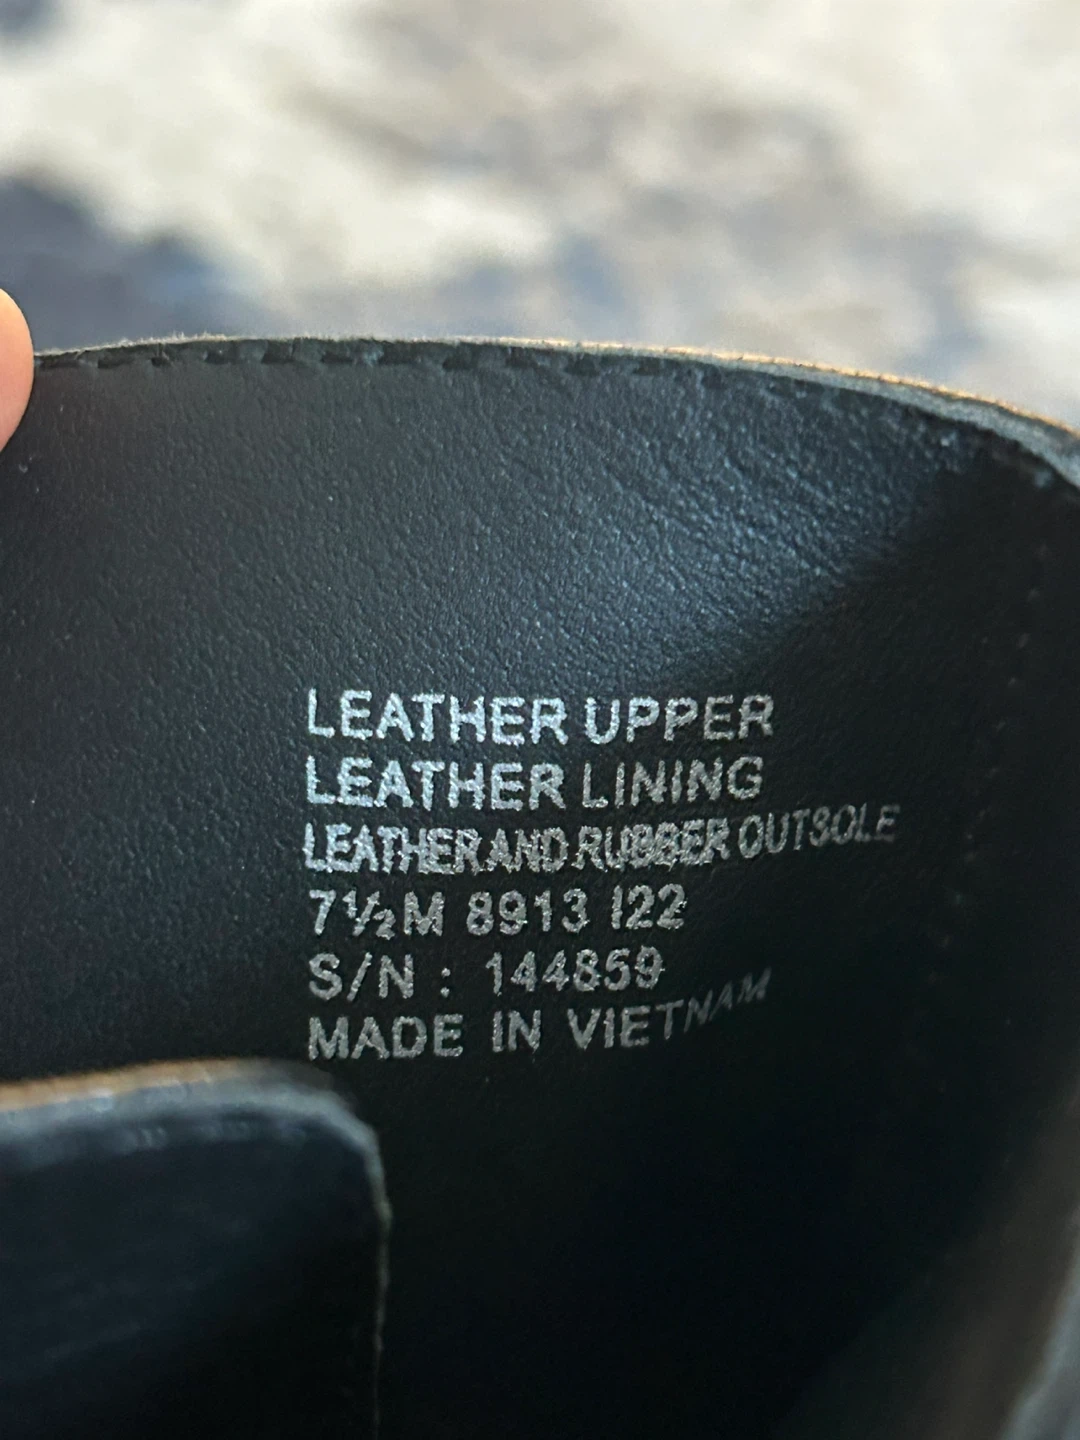 LEATHER UPPER
LEATHER LINING
LEATHER AND RUBBER OUTSOLE
7½M 8913 I22
S/N : 144859
MADE IN VIETNAM